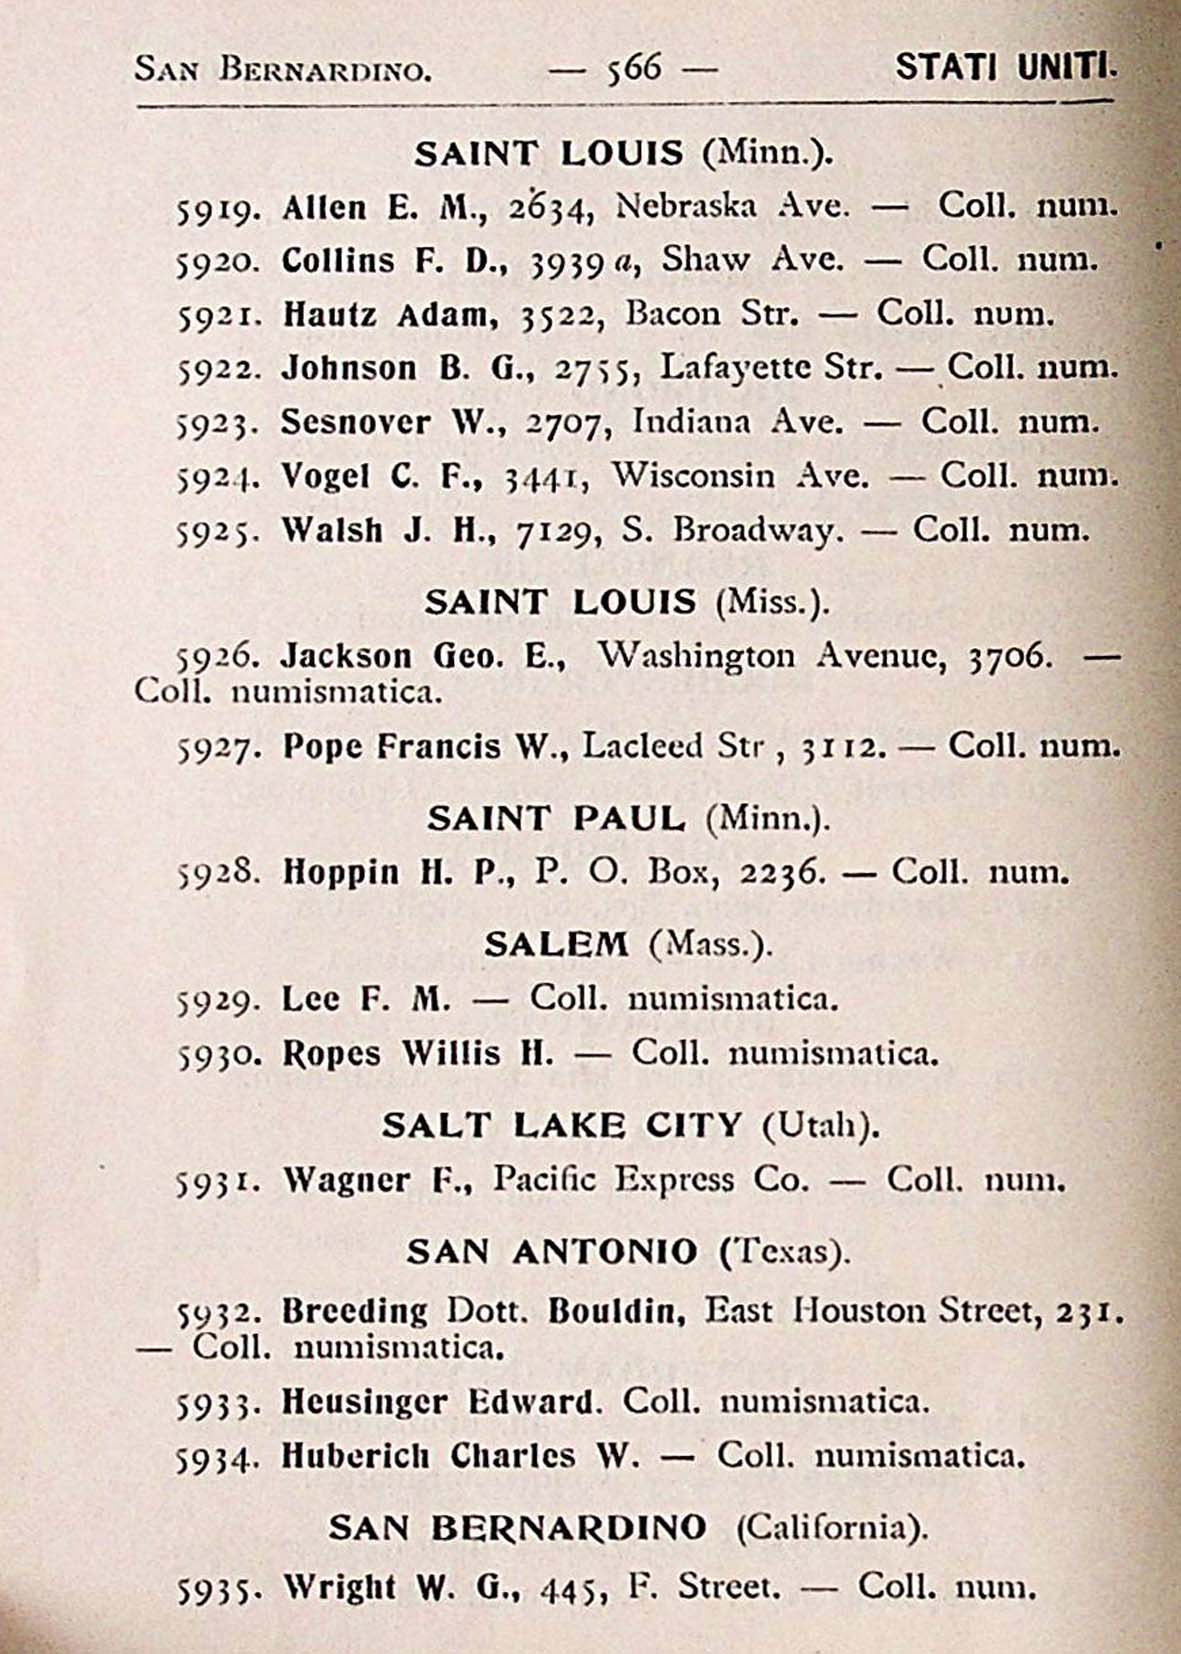 San Bernardino. — 566 — STATI UNITI.
SAINT LOUIS (Minn.).
5919. Allen E. M., 2634, Nebraska Ave. — Coll. num.
5920. Collins F. D., 3939 a, Shaw Ave. — Coll. num.
5921. Hautz Adam, 3522, Bacon Str. — Coll. num.
5922. Johnson B. G., 2755, Lafayette Str. — Coll. num.
5923. Sesnover W., 2707, Indiana Ave. — Coll. num.
5924. Vogel C. F., 3441, Wisconsin Ave. — Coll. num.
5925. Walsh J. H., 7129, S. Broadway. — Coll. num.
SAINT LOUIS (Miss.).
5926. Jackson Geo. E., Washington Avenue, 3706. —
Coll. numismatica.
5927. Pope Francis W., Lacleed Str , 3112. — Coll. num.
SAINT PAUL (Minn.).
5928. Hoppin H. P., P. O. Box, 2236. — Coll. num.
SALEM (Mass.).
5929. Lee F. M. — Coll. numismatica.
5930. Ropes Willis H. — Coll. numismatica.
SALT LAKE CITY (Utah).
5931. Wagner F., Pacific Express Co. — Coll. num.
SAN ANTONIO (Texas).
5932. Breeding Dott. Bouldin, East Houston Street, 231.
— Coll. numismatica.
5933. Heusinger Edward. Coll. numismatica.
5934. Huberich Charles W. — Coll. numismatica.
SAN BERNARDINO (California).
5935. Wright W. G., 445, F. Street. — Coll. num.